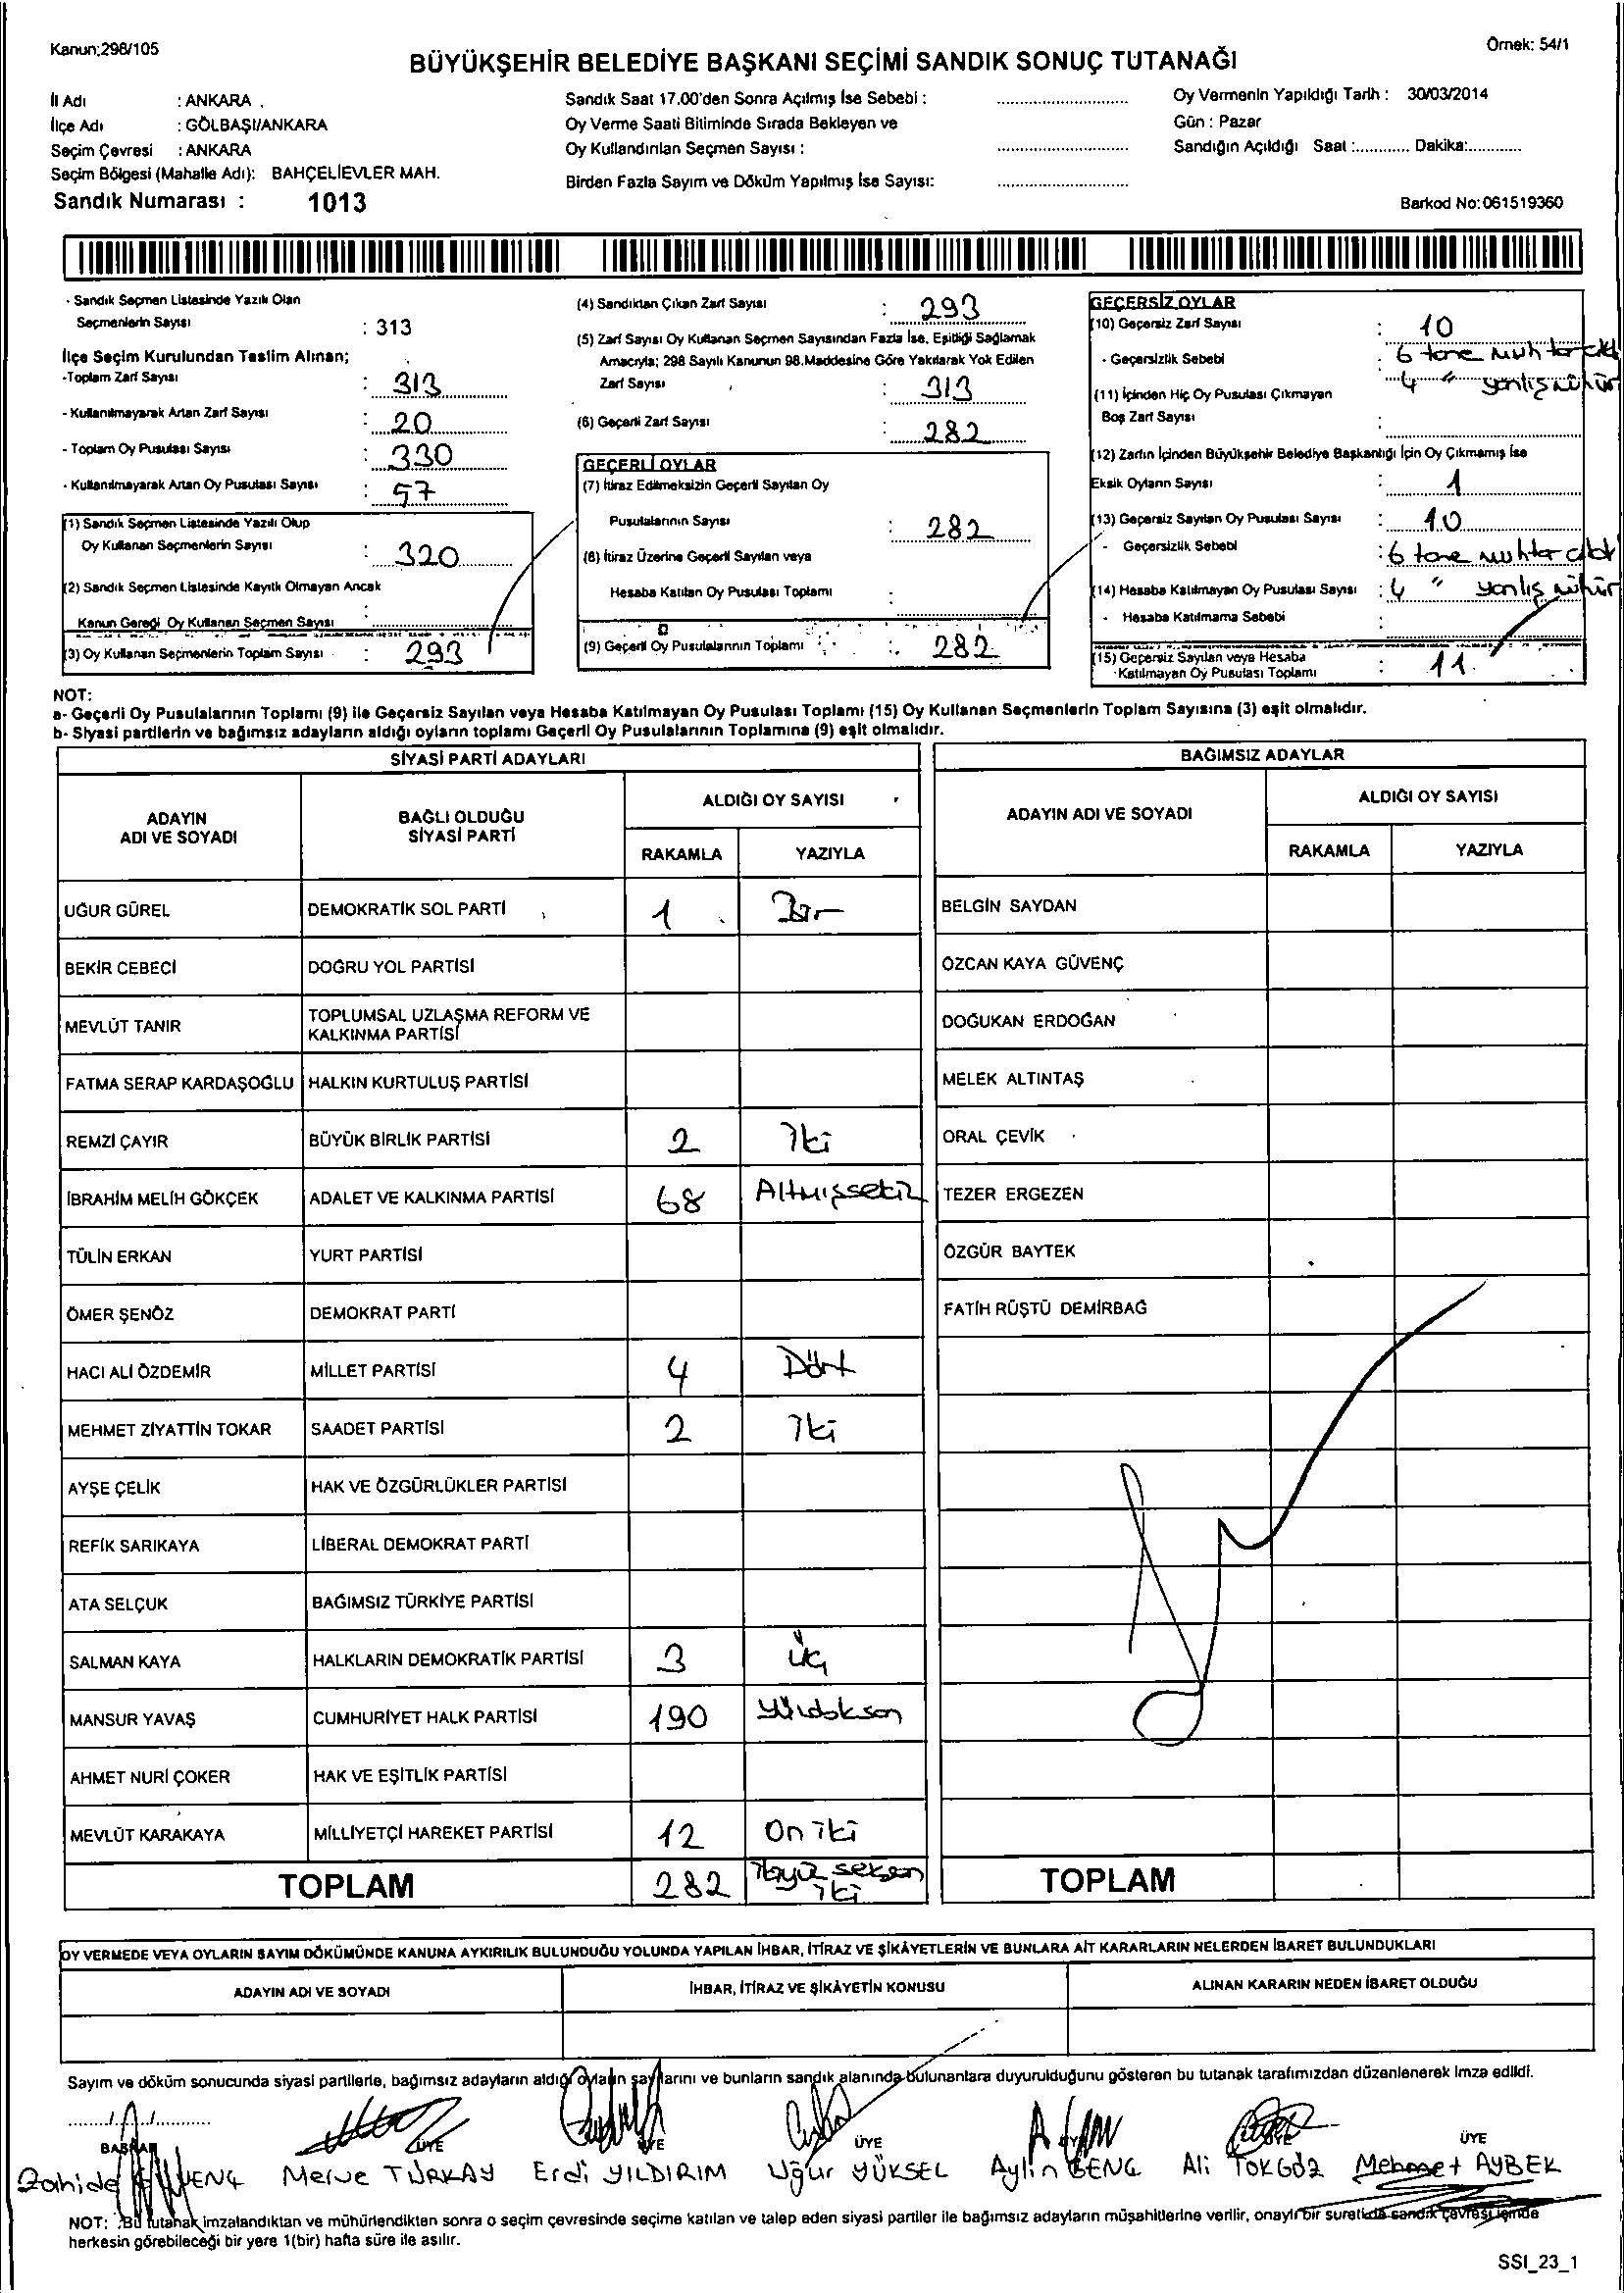 Kanun;298/105
Örnek: 54/1
BÜYÜKŞEHİR BELEDİYE BAŞKANI SEÇİMİ SANDIK SONUÇ TUTANAĞI
İl Adı : ANKARA
İlçe Adı : GÖLBAŞI/ANKARA
Seçim Çevresi : ANKARA
Seçim Bölgesi (Mahalle Adı): BAHÇELİEVLER MAH.
Sandık Numarası : 1013
Sandık Saat 17.00'den Sonra Açılmış İse Sebebi :
Oy Verme Saati Bitiminde Sırada Bekleyen ve
Oy Kullandırılan Seçmen Sayısı :
Birden Fazla Sayım ve Döküm Yapılmış İse Sayısı:
Oy Vermenin Yapıldığı Tarih : 30/03/2014
Gün : Pazar
Sandığın Açıldığı Saat :............ Dakika:...........
Barkod No:061519360
- Sandık Seçmen Listesinde Yazılı Olan
Seçmenlerin Sayısı : 313
İlçe Seçim Kurulundan Teslim Alınan;
-Toplam Zarf Sayısı : 313
- Kullanılmayarak Artan Zarf Sayısı : 20
- Toplam Oy Pusulası Sayısı : 330
- Kullanılmayarak Artan Oy Pusulası Sayısı : 57
(1) Sandık Seçmen Listesinde Yazılı Olup
Oy Kullanan Seçmenlerin Sayısı : 320
(2) Sandık Seçmen Listesinde Kayıtlı Olmayan Ancak
Kanun Gereği Oy Kullanan Seçmen Sayısı :
(3) Oy Kullanan Seçmenlerin Toplam Sayısı : 293
(4) Sandıktan Çıkan Zarf Sayısı : 293
(5) Zarf Sayısı Oy Kullanan Seçmen Sayısından Fazla İse, Eşitliği Sağlamak
Amacıyla; 298 Sayılı Kanunun 98.Maddesine Göre Yakılarak Yok Edilen
Zarf Sayısı : 313
(6) Geçerli Zarf Sayısı : 282
GEÇERLİ OYLAR
(7) İtiraz Edilmeksizin Geçerli Sayılan Oy
Pusulalarının Sayısı : 282
(8) İtiraz Üzerine Geçerli Sayılan veya
Hesaba Katılan Oy Pusulası Toplamı :
(9) Geçerli Oy Pusulalarının Toplamı : 282
GEÇERSİZ OYLAR
(10) Geçersiz Zarf Sayısı : 10
- Geçersizlik Sebebi : 6 tane muhtar
4 " yanlış mühür
(11) İçinden Hiç Oy Pusulası Çıkmayan
Boş Zarf Sayısı :
(12) Zarfın İçinden Büyükşehir Belediye Başkanlığı İçin Oy Çıkmamış İse
Eksik Oyların Sayısı : 1
(13) Geçersiz Sayılan Oy Pusulası Sayısı : 10
- Geçersizlik Sebebi : 6 tane muhtar
(14) Hesaba Katılmayan Oy Pusulası Sayısı : 4 " yanlış mühür
- Hesaba Katılmama Sebebi :
(15) Geçersiz Sayılan veya Hesaba
Katılmayan Oy Pusulası Toplamı : 11
NOT:
a- Geçerli Oy Pusulalarının Toplamı (9) ile Geçersiz Sayılan veya Hesaba Katılmayan Oy Pusulası Toplamı (15) Oy Kullanan Seçmenlerin Toplam Sayısına (3) eşit olmalıdır.
b- Siyasi partilerin ve bağımsız adayların aldığı oyların toplamı Geçerli Oy Pusulalarının Toplamına (9) eşit olmalıdır.
SİYASİ PARTİ ADAYLARI
ADAYIN ADI VE SOYADI
BAĞLI OLDUĞU SİYASİ PARTİ
ALDIĞI OY SAYISI
RAKAMLA YAZIYLA
UĞUR GÜREL DEMOKRATİK SOL PARTİ 1 Bir
BEKİR CEBECİ DOĞRU YOL PARTİSİ
MEVLÜT TANIR TOPLUMSAL UZLAŞMA REFORM VE
KALKINMA PARTİSİ
FATMA SERAP KARDAŞOĞLU HALKIN KURTULUŞ PARTİSİ
REMZİ ÇAYIR BÜYÜK BİRLİK PARTİSİ 2 İki
İBRAHİM MELİH GÖKÇEK ADALET VE KALKINMA PARTİSİ 68 Altmışsekiz
TÜLİN ERKAN YURT PARTİSİ
ÖMER ŞENÖZ DEMOKRAT PARTİ
HACI ALİ ÖZDEMİR MİLLET PARTİSİ 4 Dört
MEHMET ZİYATTİN TOKAR SAADET PARTİSİ 2 İki
AYŞE ÇELİK HAK VE ÖZGÜRLÜKLER PARTİSİ
REFİK SARIKAYA LİBERAL DEMOKRAT PARTİ
ATA SELÇUK BAĞIMSIZ TÜRKİYE PARTİSİ
SALMAN KAYA HALKLARIN DEMOKRATİK PARTİSİ 3 Üç
MANSUR YAVAŞ CUMHURİYET HALK PARTİSİ 190 Yüzdoksan
AHMET NURİ ÇOKER HAK VE EŞİTLİK PARTİSİ
MEVLÜT KARAKAYA MİLLİYETÇİ HAREKET PARTİSİ 12 On iki
TOPLAM 282 İkiyüz seksen iki
BAĞIMSIZ ADAYLAR
ADAYIN ADI VE SOYADI
ALDIĞI OY SAYISI
RAKAMLA YAZIYLA
BELGİN SAYDAN
ÖZCAN KAYA GÜVENÇ
DOĞUKAN ERDOĞAN
MELEK ALTINTAŞ
ORAL ÇEVİK
TEZER ERGEZEN
ÖZGÜR BAYTEK
FATİH RÜŞTÜ DEMİRBAĞ
TOPLAM
OY VERMEDE VEYA OYLARIN SAYIM DÖKÜMÜNDE KANUNA AYKIRILIK BULUNDUĞU YOLUNDA YAPILAN İHBAR, İTİRAZ VE ŞİKÂYETLERİN VE BUNLARA AİT KARARLARIN NELERDEN İBARET BULUNDUKLARI
ADAYIN ADI VE SOYADI İHBAR, İTİRAZ VE ŞİKÂYETİN KONUSU ALINAN KARARIN NEDEN İBARET OLDUĞU
Sayım ve döküm sonucunda siyasi partilerle, bağımsız adayların aldığı oyların sayılarını ve bunların sandık alanında bulunanlara duyurulduğunu gösteren bu tutanak tarafımızdan düzenlenerek imza edildi.
BAŞKAN ÜYE ÜYE ÜYE ÜYE ÜYE ÜYE
Zahide Merve TÜRKAY Erdi YILDIRIM Uğur YÜKSEL Aylin GENÇ Ali TOKGÖZ Mehmet AYBEK
NOT: Bu tutanak imzalandıktan ve mühürlendikten sonra o seçim çevresinde seçime katılan ve talep eden siyasi partiler ile bağımsız adayların müşahitlerine verilir, onaylı bir suretide sandık çevresi içinde
herkesin görebileceği bir yere 1(bir) hafta süre ile asılır.
SSI_23_1